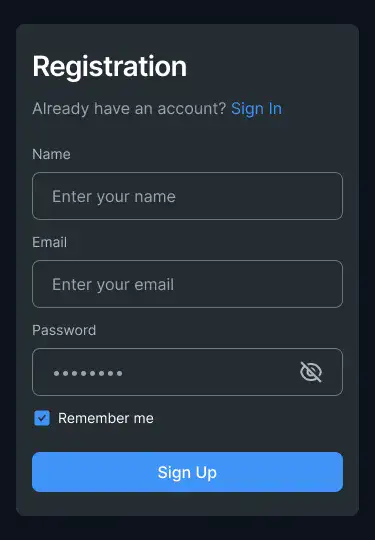 Registration
Already have an account? Sign In
Name
Enter your name
Email
Enter your email
Password
••••••••
Remember me
Sign Up